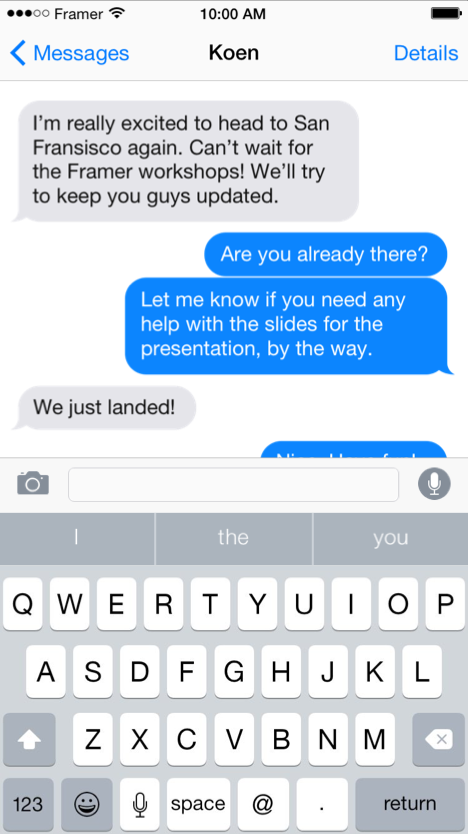 Framer 10:00 AM
Messages Koen Details
I’m really excited to head to San
Fransisco again. Can’t wait for
the Framer workshops! We’ll try
to keep you guys updated.
Are you already there?
Let me know if you need any
help with the slides for the
presentation, by the way.
We just landed!
I the you
Q W E R T Y U I O P
A S D F G H J K L
Z X C V B N M
123 space @ . return